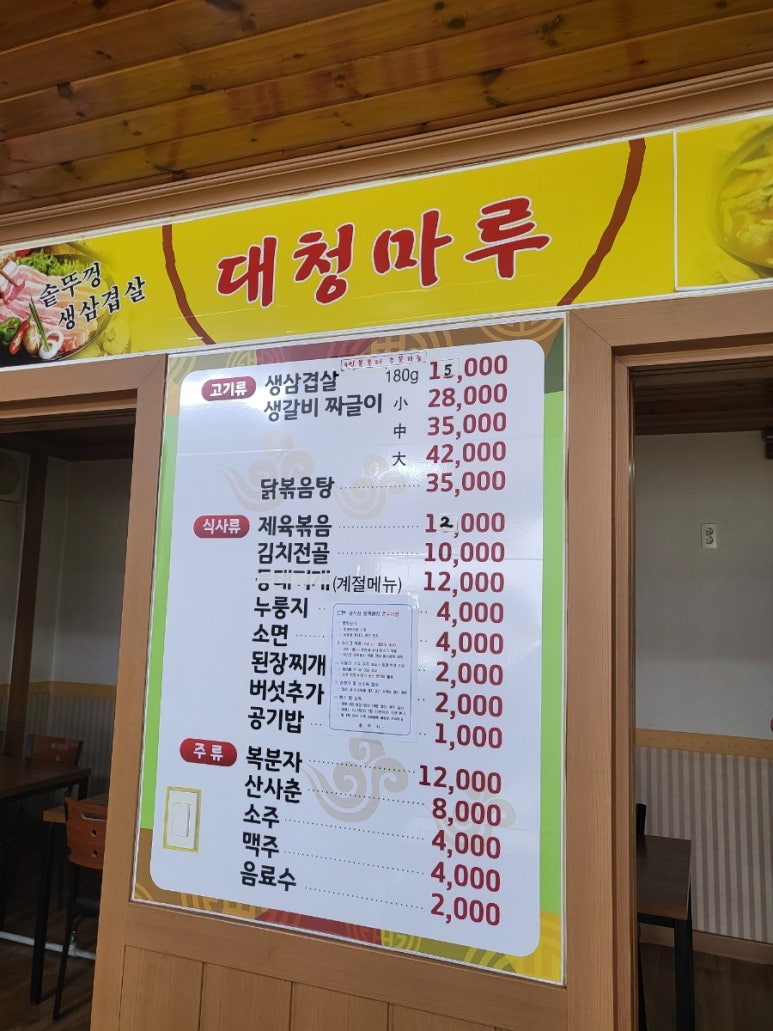 대청마루
솥뚜껑
생삼겹살
고기류
생삼겹살 180g 15,000
생갈비 짜글이 小 28,000
中 35,000
大 42,000
닭볶음탕 35,000
식사류
제육볶음 12,000
김치전골 10,000
(계절메뉴) 12,000
누룽지 4,000
소면 4,000
된장찌개 2,000
버섯추가 2,000
공기밥 1,000
주류
복분자 12,000
산사춘 8,000
소주 4,000
맥주 4,000
음료수 2,000